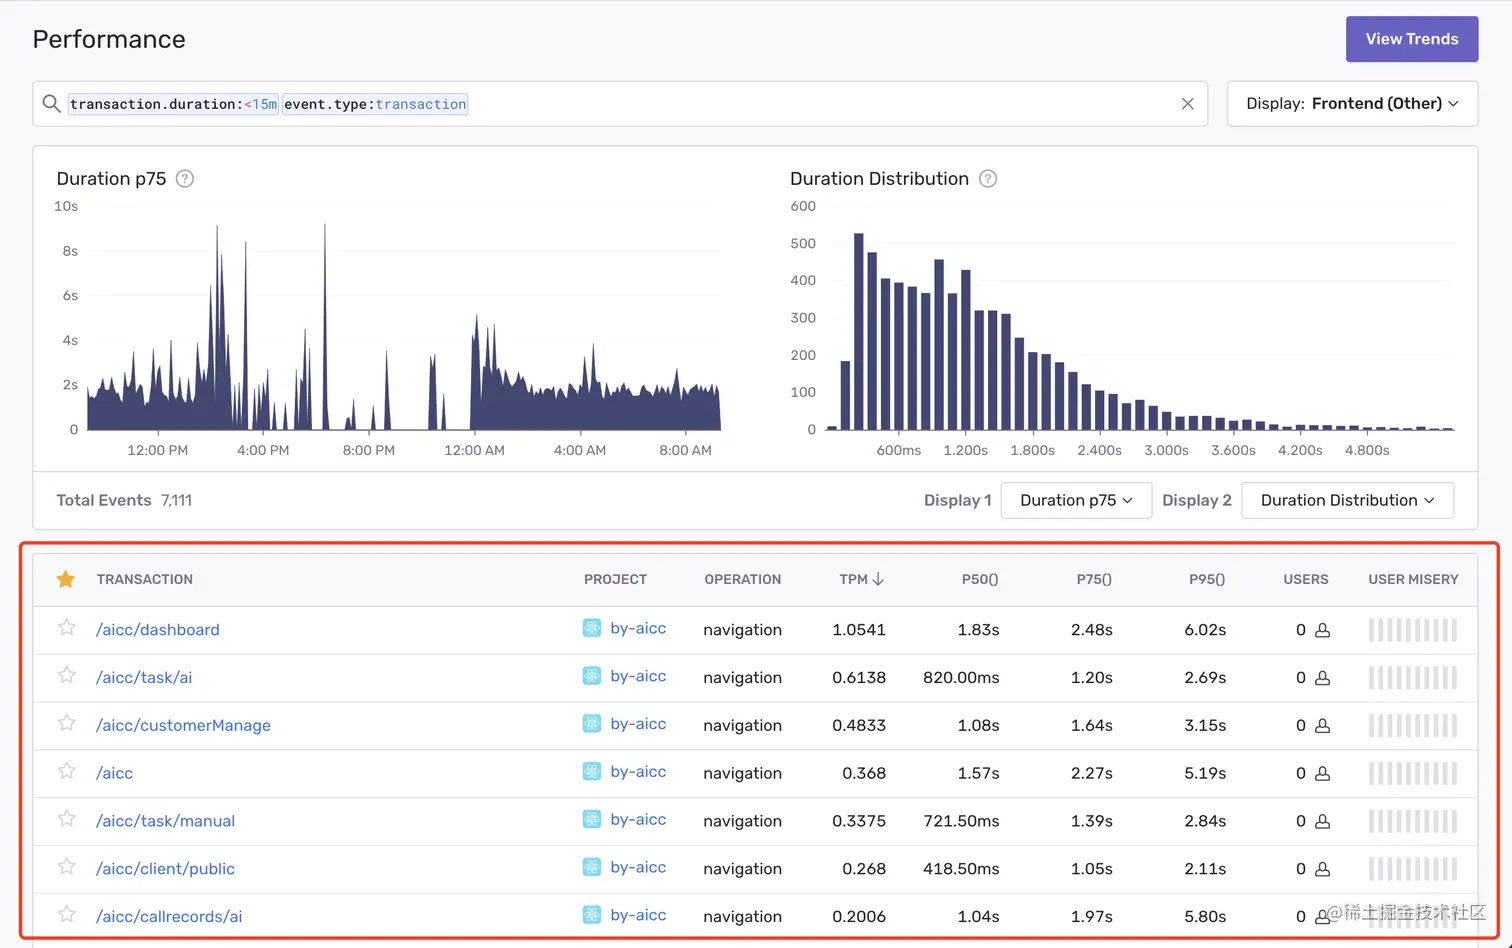 Performance
View Trends
transaction.duration:<15m event.type:transaction
Display: Frontend (Other)
Duration p75 ?
10s
8s
6s
4s
2s
0
12:00 PM 4:00 PM 8:00 PM 12:00 AM 4:00 AM 8:00 AM
Duration Distribution ?
600
500
400
300
200
100
0
600ms 1.200s 1.800s 2.400s 3.000s 3.600s 4.200s 4.800s
Total Events 7,111
Display 1 Duration p75 Display 2 Duration Distribution
TRANSACTION PROJECT OPERATION TPM P50() P75() P95() USERS USER MISERY
/aicc/dashboard by-aicc navigation 1.0541 1.83s 2.48s 6.02s 0
/aicc/task/ai by-aicc navigation 0.6138 820.00ms 1.20s 2.69s 0
/aicc/customerManage by-aicc navigation 0.4833 1.08s 1.64s 3.15s 0
/aicc by-aicc navigation 0.368 1.57s 2.27s 5.19s 0
/aicc/task/manual by-aicc navigation 0.3375 721.50ms 1.39s 2.84s 0
/aicc/client/public by-aicc navigation 0.268 418.50ms 1.05s 2.11s 0
/aicc/callrecords/ai by-aicc navigation 0.2006 1.04s 1.97s 5.80s 0
@稀土掘金技术社区